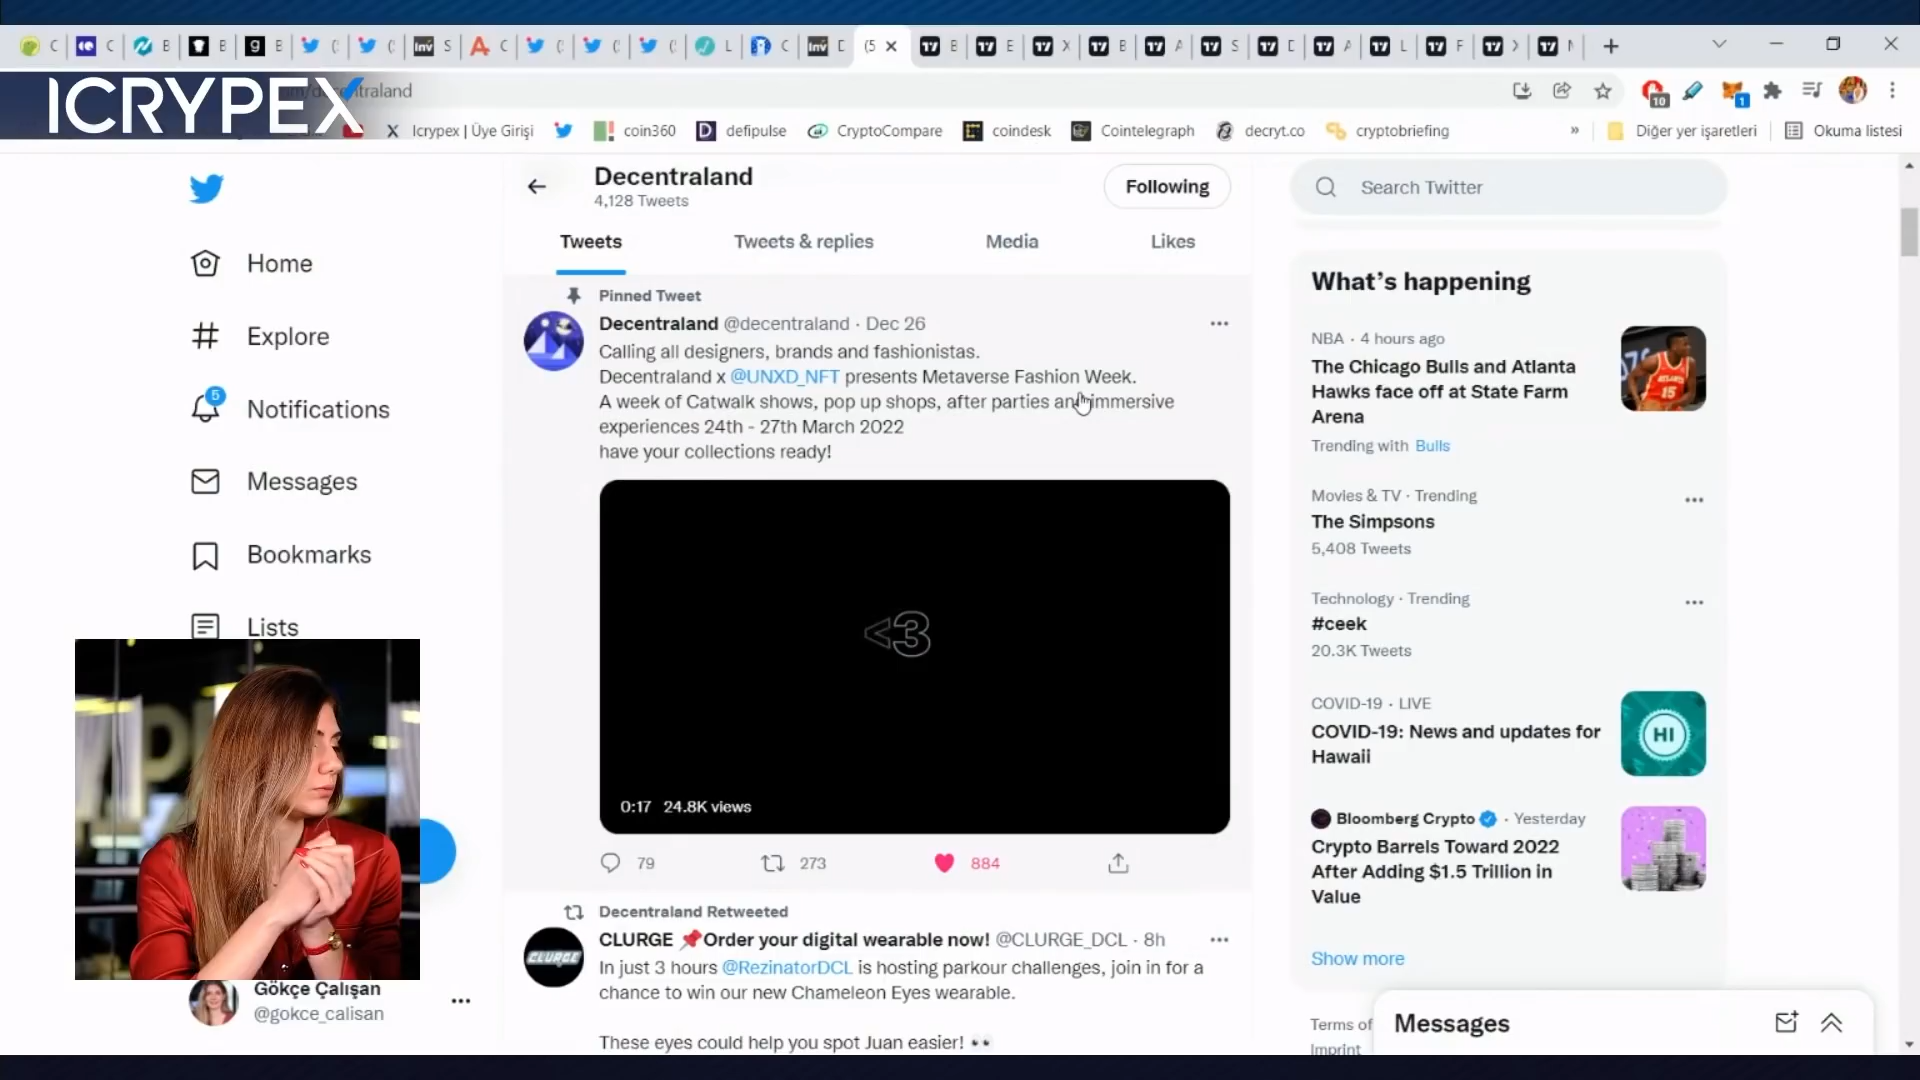 ICRYPEX
Icrypex | Üye Girişi
coin360
defipulse
CryptoCompare
coindesk
Cointelegraph
decryt.co
cryptobriefing
»
Diğer yer işaretleri
Okuma listesi
10
1
Decentraland
4,128 Tweets
Following
Search Twitter
Tweets
Tweets & replies
Media
Likes
Home
Explore
5
Notifications
Messages
Bookmarks
Lists
Gökçe Çalışan
@gokce_calisan
Pinned Tweet
Decentraland @decentraland · Dec 26
Calling all designers, brands and fashionistas.
Decentraland x @UNXD_NFT presents Metaverse Fashion Week.
A week of Catwalk shows, pop up shops, after parties an immersive
experiences 24th - 27th March 2022
have your collections ready!
<3
0:17 24.8K views
79
273
884
Decentraland Retweeted
CLURGE 📌Order your digital wearable now! @CLURGE_DCL · 8h
CLURGE
In just 3 hours @RezinatorDCL is hosting parkour challenges, join in for a
chance to win our new Chameleon Eyes wearable.
These eyes could help you spot Juan easier! 👀
What's happening
NBA · 4 hours ago
The Chicago Bulls and Atlanta
Hawks face off at State Farm
Arena
Trending with Bulls
Movies & TV · Trending
The Simpsons
5,408 Tweets
Technology · Trending
#ceek
20.3K Tweets
COVID-19 · LIVE
COVID-19: News and updates for
Hawaii
HI
Bloomberg Crypto · Yesterday
Crypto Barrels Toward 2022
After Adding $1.5 Trillion in
Value
Show more
Terms of
Imprint
Messages